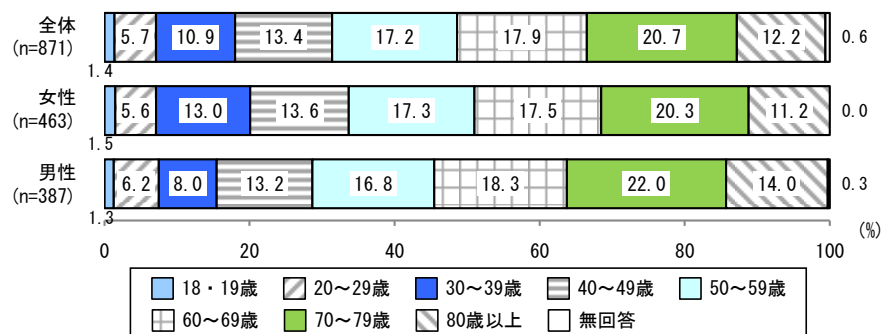 全体
(n=871)
5.7 10.9 13.4 17.2 17.9 20.7 12.2 0.6
1.4
女性
(n=463)
5.6 13.0 13.6 17.3 17.5 20.3 11.2 0.0
1.5
男性
(n=387)
6.2 8.0 13.2 16.8 18.3 22.0 14.0 0.3
1.3
0 20 40 60 80 100 (%)
18・19歳 20～29歳 30～39歳 40～49歳 50～59歳
60～69歳 70～79歳 80歳以上 無回答